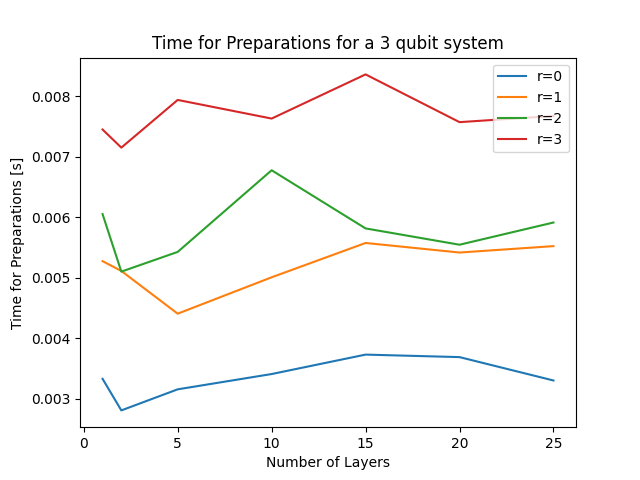 Time for Preparations for a 3 qubit system
r=0
r=1
r=2
r=3
0.008
0.007
0.006
0.005
0.004
0.003
Time for Preparations [s]
0 5 10 15 20 25
Number of Layers